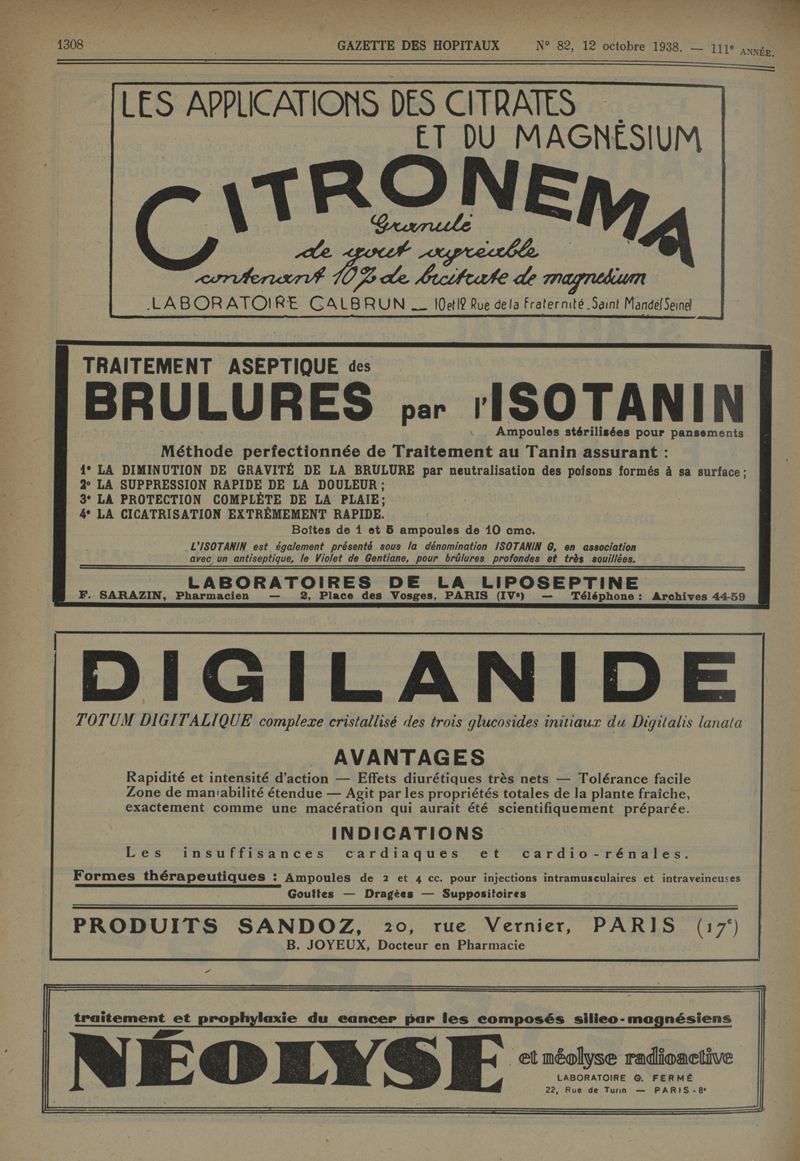 1308 GAZETTE DES HOPITAUX N° 82, 12 octobre 1938. — 111e ANNÉE.
LES APPLICATIONS DES CITRATES
ET DU MAGNÉSIUM
CITRONEMA
Granulé
de gout agréable
contenant 10% de bicitrate de magnesium
LABORATOIRE CALBRUN — 10 et 12 Rue de la Fraternité. Saint Mandé (Seine)
TRAITEMENT ASEPTIQUE des
BRULURES par l'ISOTANIN
Ampoules stérilisées pour pansements
Méthode perfectionnée de Traitement au Tanin assurant :
1° LA DIMINUTION DE GRAVITÉ DE LA BRULURE par neutralisation des poisons formés à sa surface ;
2° LA SUPPRESSION RAPIDE DE LA DOULEUR ;
3° LA PROTECTION COMPLÈTE DE LA PLAIE ;
4° LA CICATRISATION EXTRÊMEMENT RAPIDE.
Boîtes de 1 et 5 ampoules de 10 cmc.
L'ISOTANIN est également présenté sous la dénomination ISOTANIN G, en association
avec un antiseptique, le Violet de Gentiane, pour brûlures profondes et très souillées.
LABORATOIRES DE LA LIPOSEPTINE
F. SARAZIN, Pharmacien — 2, Place des Vosges, PARIS (IVe) — Téléphone : Archives 44-59
DIGILANIDE
TOTUM DIGITALIQUE complexe cristallisé des trois glucosides initiaux du Digitalis lanata
AVANTAGES
Rapidité et intensité d'action — Effets diurétiques très nets — Tolérance facile
Zone de maniabilité étendue — Agit par les propriétés totales de la plante fraîche,
exactement comme une macération qui aurait été scientifiquement préparée.
INDICATIONS
Les insuffisances cardiaques et cardio-rénales.
Formes thérapeutiques : Ampoules de 2 et 4 cc. pour injections intramusculaires et intraveineuses
Gouttes — Dragées — Suppositoires
PRODUITS SANDOZ, 20, rue Vernier, PARIS (17e)
B. JOYEUX, Docteur en Pharmacie
traitement et prophylaxie du cancer par les composés silico-magnésiens
NÉOLYSE et néolyse radioactive
LABORATOIRE G. FERMÉ
22, Rue de Turin — PARIS-8e